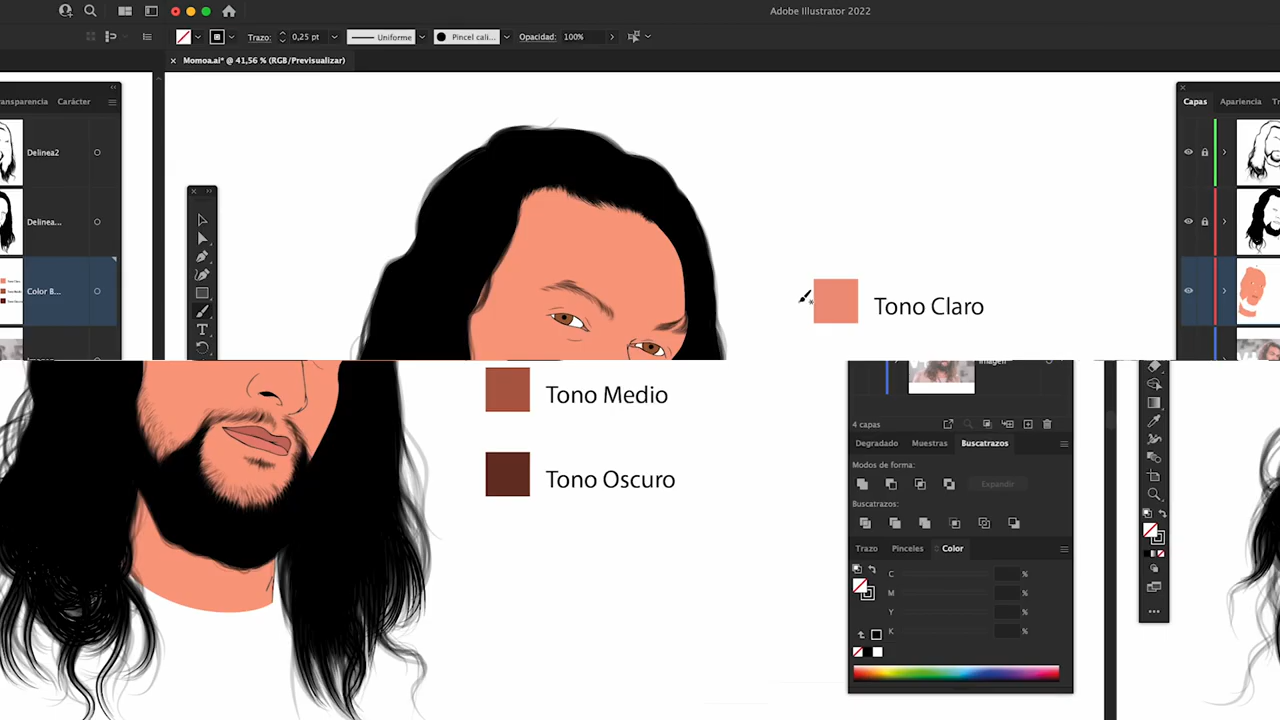 Adobe Illustrator 2022
Trazo:
0,25 pt
Uniforme
Pincel cali...
Opacidad:
100%
Momoa.ai* @ 41,56 % (RGB/Previsualizar)
Carácter
Capas
Apariencia
Delinea2
Delinea...
Color B...
Tono Claro
Tono Medio
Tono Oscuro
4 capas
Degradado
Muestras
Buscatrazos
Modos de forma:
Expandir
Buscatrazos:
Trazo
Pinceles
Color
C
%
M
%
Y
%
K
%